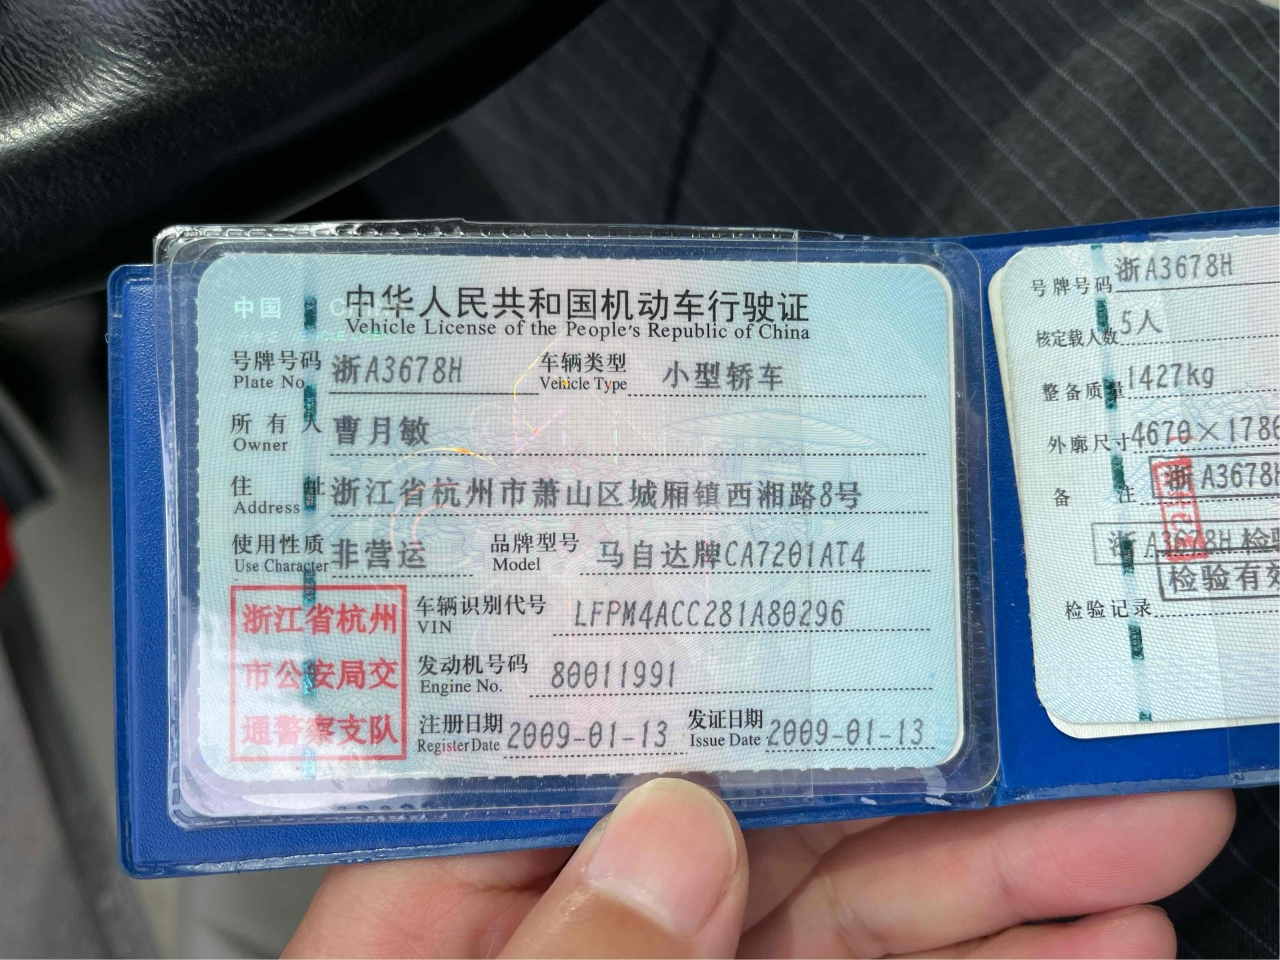 中国 CHINA
中华人民共和国机动车行驶证
Vehicle License of the People's Republic of China
号牌号码 浙A3678H 车辆类型 小型轿车
Plate No. Vehicle Type
所有人 曹月敏
Owner
住址 浙江省杭州市萧山区城厢镇西湘路8号
Address
使用性质 非营运 品牌型号 马自达牌CA7201AT4
Use Character Model
浙江省杭州
市公安局交
通警察支队
车辆识别代号 LFPM4ACC281A80296
VIN
发动机号码 80011991
Engine No.
注册日期 2009-01-13 发证日期 2009-01-13
Register Date Issue Date
号牌号码 浙A3678H
核定载人数 5人
整备质量 1427kg
外廓尺寸 4670×178
备注 浙A3678
浙A3678H 检
检验有效
检验记录